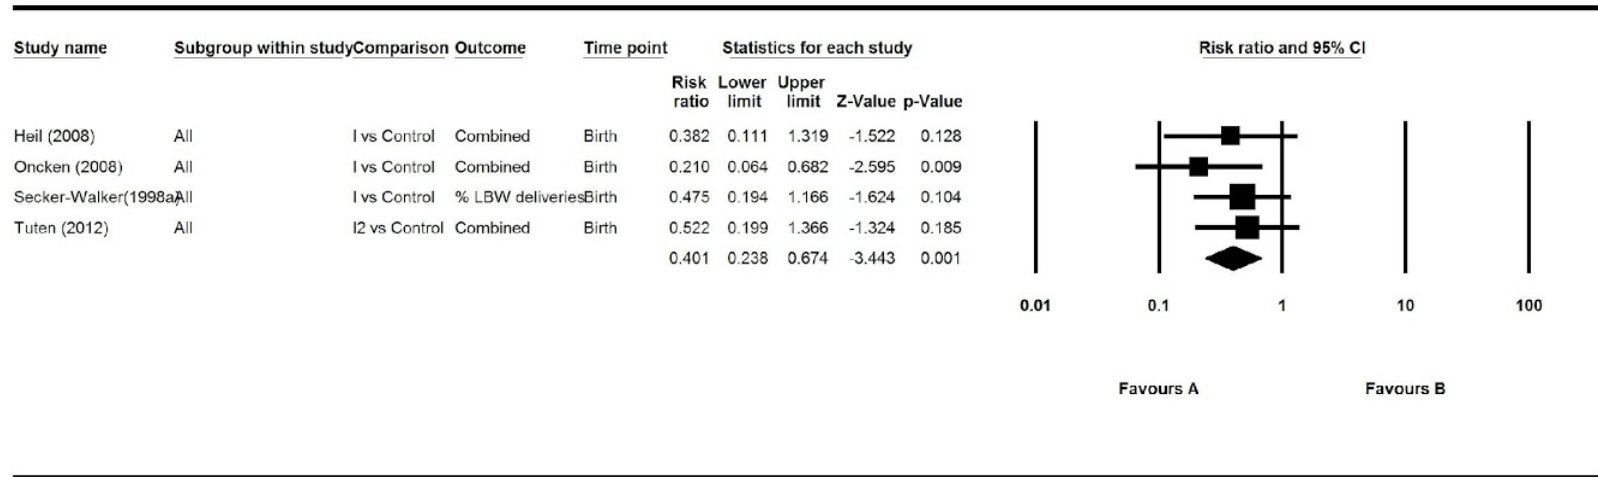 Study name Subgroup within study Comparison Outcome Time point Statistics for each study Risk ratio and 95% CI
Risk Lower Upper
ratio limit limit Z-Value p-Value
Heil (2008) All I vs Control Combined Birth 0.382 0.111 1.319 -1.522 0.128
Oncken (2008) All I vs Control Combined Birth 0.210 0.064 0.682 -2.595 0.009
Secker-Walker(1998a) All I vs Control % LBW deliveries Birth 0.475 0.194 1.166 -1.624 0.104
Tuten (2012) All I2 vs Control Combined Birth 0.522 0.199 1.366 -1.324 0.185
0.401 0.238 0.674 -3.443 0.001
0.01 0.1 1 10 100
Favours A Favours B